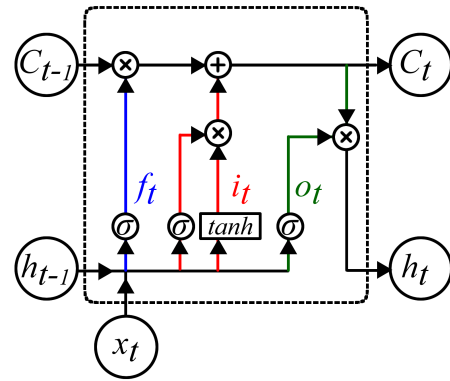 C_{t-1} × + C_t
×
×
f_t i_t o_t
σ σ tanh σ
h_{t-1} h_t
x_t